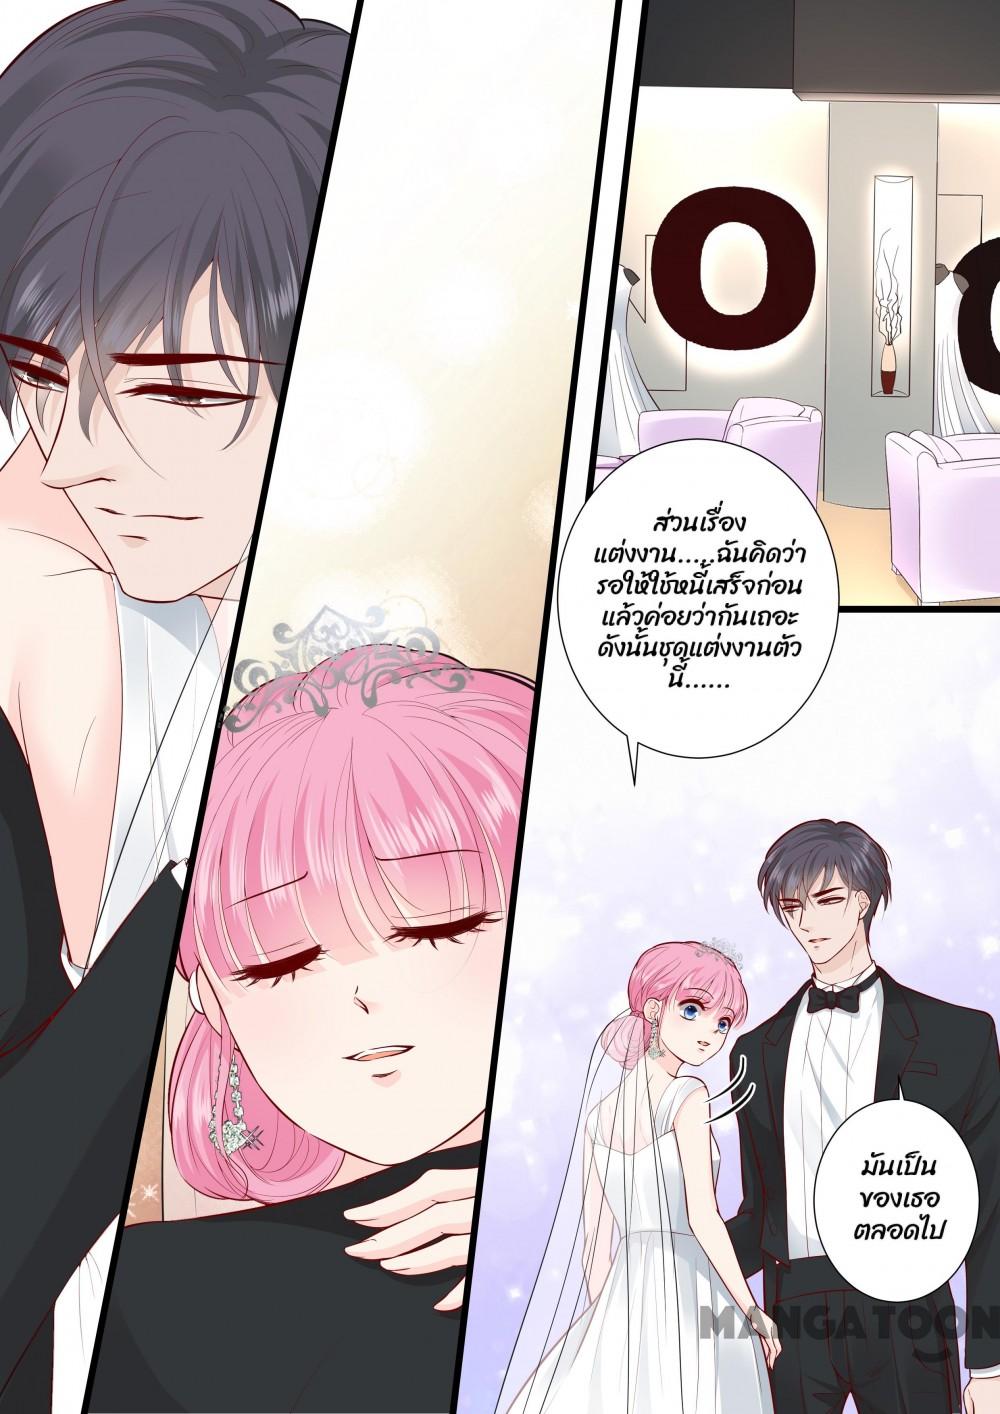 O
ส่วนเรื่อง
แต่งงาน.....ฉันคิดว่า
รอให้ใช้หนี้เสร็จก่อน
แล้วค่อยว่ากันเถอะ
ดังนั้นชุดแต่งงานตัว
นี้......
มันเป็น
ของเธอ
ตลอดไป
MANGATOON